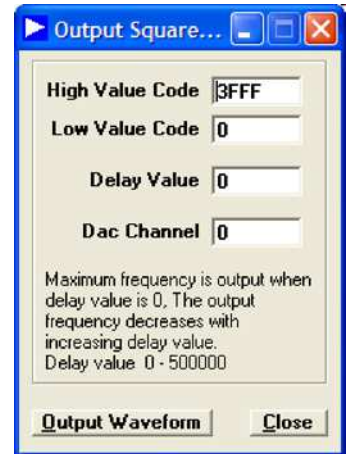 Output Square...
High Value Code 3FFF
Low Value Code 0
Delay Value 0
Dac Channel 0
Maximum frequency is output when
delay value is 0, The output
frequency decreases with
increasing delay value.
Delay value 0 - 500000
Output Waveform Close